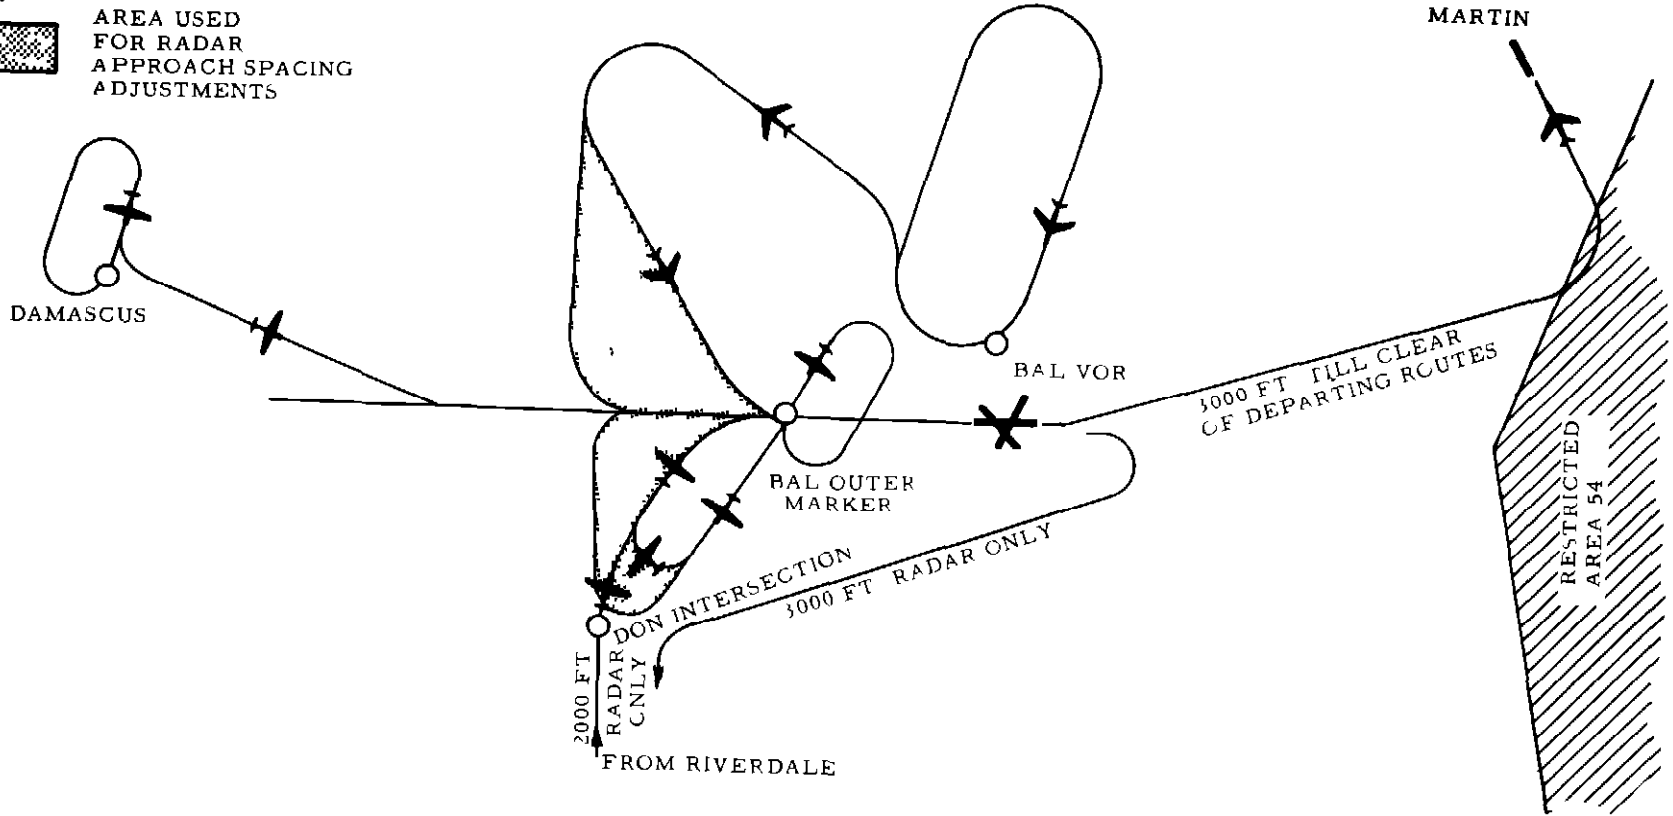 AREA USED
FOR RADAR
APPROACH SPACING
ADJUSTMENTS
MARTIN
DAMASCUS
BAL VOR
3000 FT TILL CLEAR
OF DEPARTING ROUTES
BAL OUTER
MARKER
RESTRICTED
AREA 54
DON INTERSECTION
3000 FT RADAR ONLY
2000 FT
RADAR
ONLY
FROM RIVERDALE